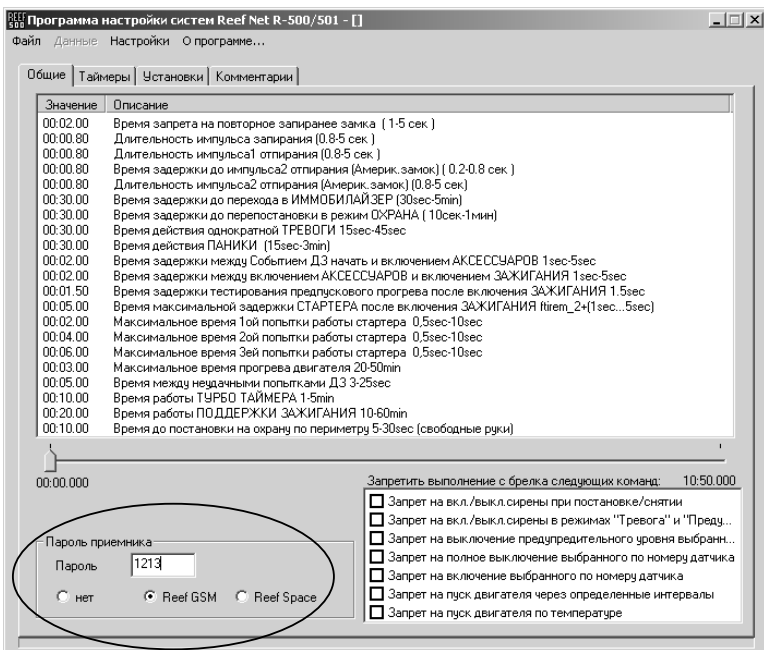 REEF 500 Программа настройки систем Reef Net R-500/501 - []
Файл Данные Настройки О программе...
Общие Таймеры Установки Комментарии
Значение Описание
00:02.00 Время запрета на повторное запиранее замка ( 1-5 сек )
00:00.80 Длительность импульса запирания (0.8-5 сек )
00:00.80 Длительность импульса1 отпирания (0.8-5 сек )
00:00.80 Время задержки до импульса2 отпирания (Америк.замок) ( 0.2-0.8 сек )
00:00.80 Длительность импульса2 отпирания (Америк.замок) (0.8-5 сек)
00:30.00 Время задержки до перехода в ИММОБИЛАЙЗЕР (30sec-5min)
00:30.00 Время задержки до перепостановки в режим ОХРАНА ( 10сек-1мин)
00:30.00 Время действия однократной ТРЕВОГИ 15sec-45sec
00:30.00 Время действия ПАНИКИ (15sec-3min)
00:02.00 Время задержки между Событием ДЗ начать и включением АКСЕССУАРОВ 1sec-5sec
00:02.00 Время задержки между включением АКСЕССУАРОВ и включением ЗАЖИГАНИЯ 1sec-5sec
00:01.50 Время задержки тестирования предпускового прогрева после включения ЗАЖИГАНИЯ 1.5sec
00:05.00 Время максимальной задержки СТАРТЕРА после включения ЗАЖИГАНИЯ ftirem_2+(1sec...5sec)
00:02.00 Максимальное время 1ой попытки работы стартера 0,5sec-10sec
00:04.00 Максимальное время 2ой попытки работы стартера 0,5sec-10sec
00:06.00 Максимальное время 3ей попытки работы стартера 0,5sec-10sec
00:03.00 Максимальное время прогрева двигателя 20-50min
00:05.00 Время между неудачными попытками ДЗ 3-25sec
00:10.00 Время работы ТУРБО ТАЙМЕРА 1-5min
00:20.00 Время работы ПОДДЕРЖКИ ЗАЖИГАНИЯ 10-60min
00:10.00 Время до постановки на охрану по периметру 5-30sec (свободные руки)
00:00.000 10:50.000
Запретить выполнение с брелка следующих команд:
Запрет на вкл./выкл.сирены при постановке/снятии
Запрет на вкл./выкл.сирены в режимах "Тревога" и "Преду...
Запрет на выключение предупредительного уровня выбранн...
Запрет на полное выключение выбранного по номеру датчика
Запрет на включение выбранного по номеру датчика
Запрет на пуск двигателя через определенные интервалы
Запрет на пуск двигателя по температуре
Пароль приемника
Пароль 1213
нет Reef GSM Reef Space